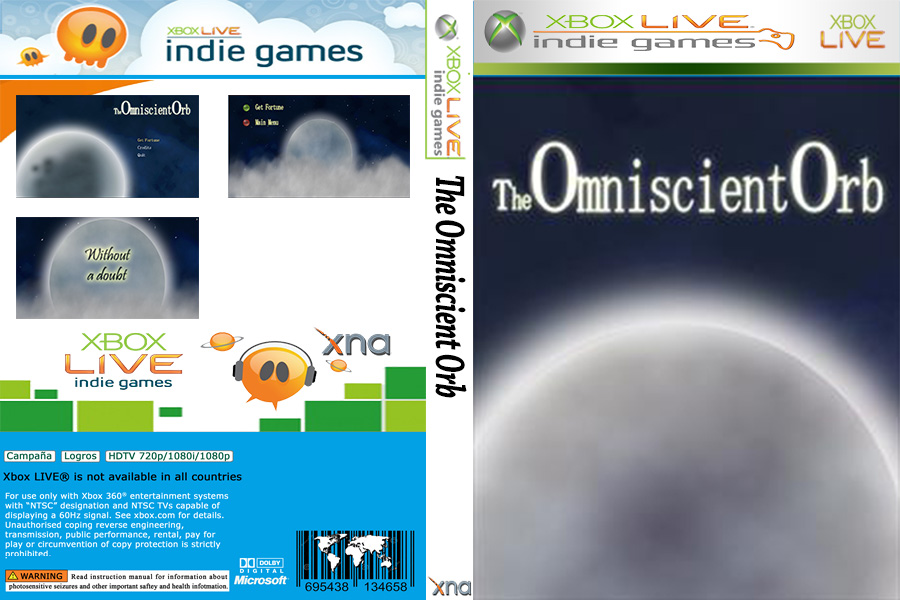 XBOX LIVE
indie games
The Omniscient Orb
Get Fortune
Credits
Quit
Get Fortune
Main Menu
Without
a doubt
XBOX
LIVE
indie games
xna
Campaña
Logros
HDTV 720p/1080i/1080p
Xbox LIVE® is not available in all countries
For use only with Xbox 360® entertainment systems
with “NTSC” designation and NTSC TVs capable of
displaying a 60Hz signal. See xbox.com for details.
Unauthorised coping reverse engineering,
transmission, public performance, rental, pay for
play or circumvention of copy protection is strictly
prohibited.
WARNING Read instruction manual for information about
photosensitive seizures and other important saftey and health infotmation.
DOLBY
DIGITAL
Microsoft
695438 134658
XBOX LIVE
indie games
The Omniscient Orb
xna
XBOX LIVE
indie games
XBOX
LIVE
The Omniscient Orb